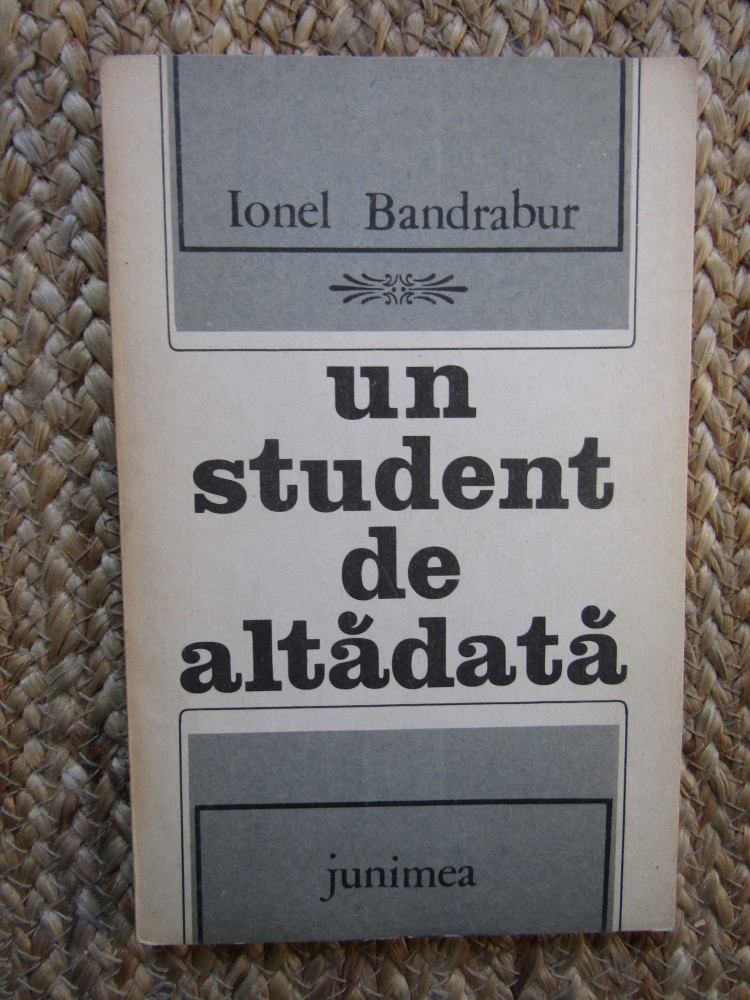 Ionel Bandrabur
un
student
de
altădată
junimea